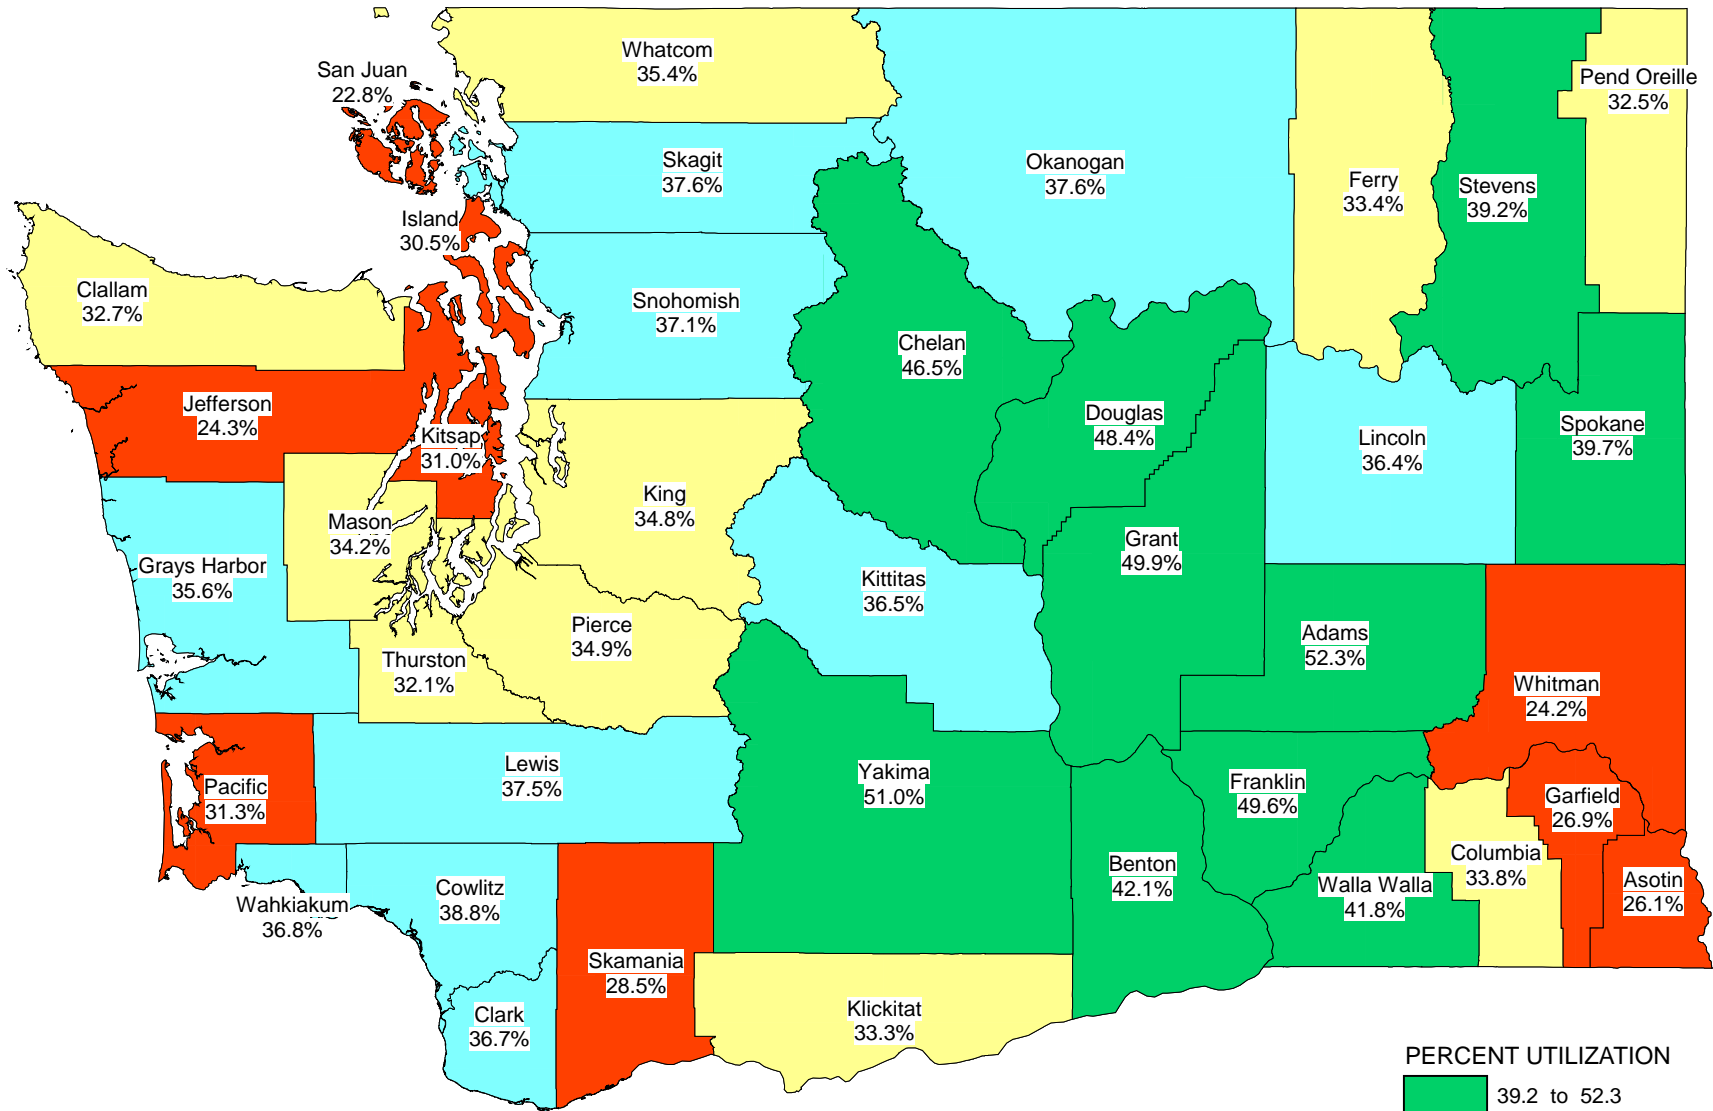 Whatcom
35.4%
San Juan
22.8%
Pend Oreille
32.5%
Skagit
37.6%
Okanogan
37.6%
Ferry
33.4%
Stevens
39.2%
Island
30.5%
Clallam
32.7%
Snohomish
37.1%
Chelan
46.5%
Jefferson
24.3%
Douglas
48.4%
Kitsap
31.0%
Lincoln
36.4%
Spokane
39.7%
King
34.8%
Mason
34.2%
Grant
49.9%
Grays Harbor
35.6%
Kittitas
36.5%
Pierce
34.9%
Adams
52.3%
Thurston
32.1%
Whitman
24.2%
Lewis
37.5%
Yakima
51.0%
Pacific
31.3%
Franklin
49.6%
Garfield
26.9%
Columbia
33.8%
Benton
42.1%
Walla Walla
41.8%
Asotin
26.1%
Cowlitz
38.8%
Wahkiakum
36.8%
Skamania
28.5%
Clark
36.7%
Klickitat
33.3%
PERCENT UTILIZATION
39.2 to 52.3